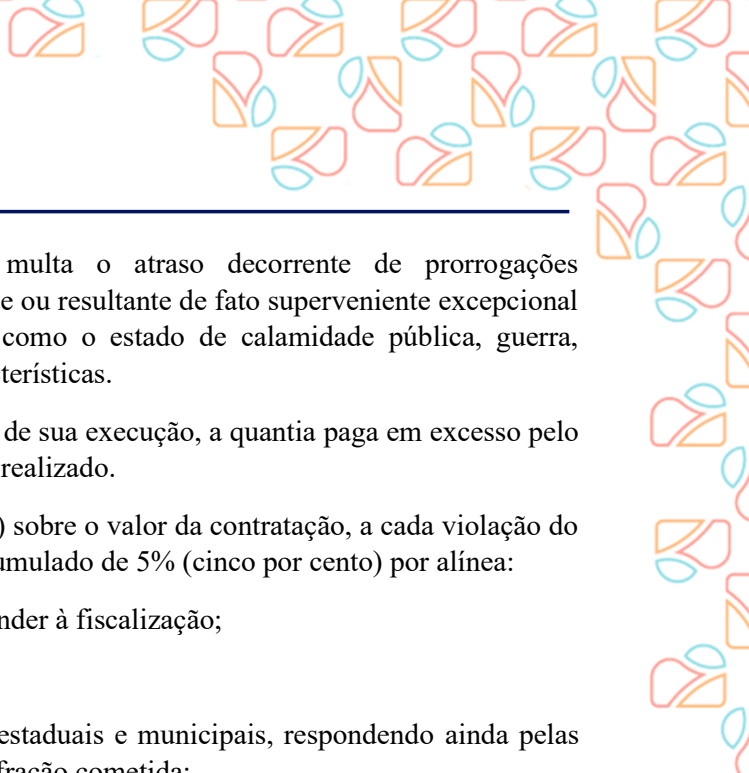 multa o atraso decorrente de prorrogações
e ou resultante de fato superveniente excepcional
como o estado de calamidade pública, guerra,
terísticas.
de sua execução, a quantia paga em excesso pelo
realizado.
) sobre o valor da contratação, a cada violação do
umulado de 5% (cinco por cento) por alínea:
nder à fiscalização;
estaduais e municipais, respondendo ainda pelas
fração cometida;